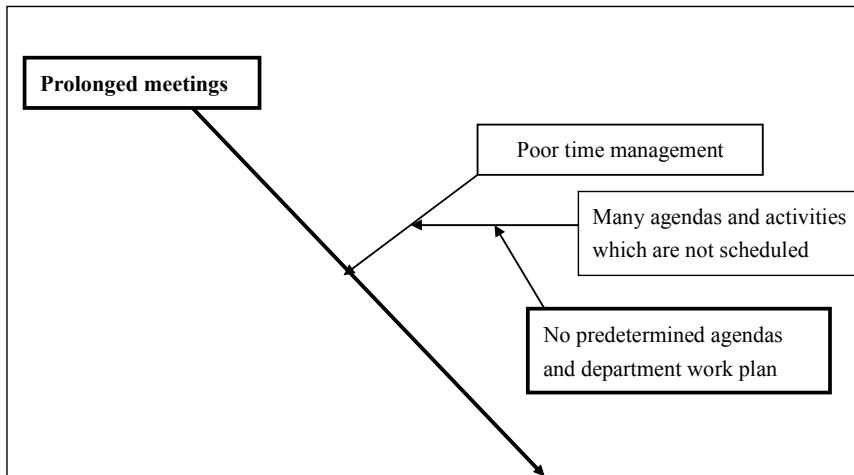 Prolonged meetings
Poor time management
Many agendas and activities
which are not scheduled
No predetermined agendas
and department work plan